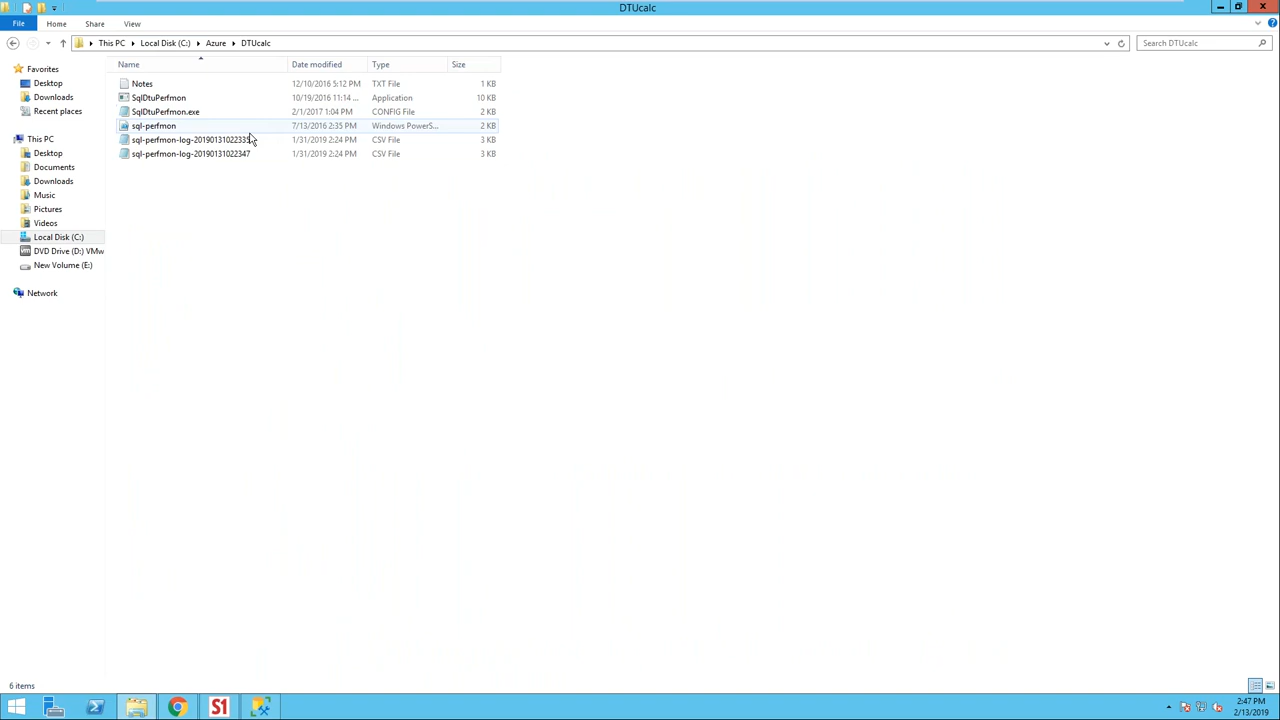 DTUcalc
File Home Share View
This PC Local Disk (C:) Azure DTUcalc Search DTUcalc
Name Date modified Type Size
Favorites
Desktop
Downloads
Recent places
This PC
Desktop
Documents
Downloads
Music
Pictures
Videos
Local Disk (C:)
DVD Drive (D:) VMw
New Volume (E:)
Network
Notes 12/10/2016 5:12 PM TXT File 1 KB
SqlDtuPerfmon 10/19/2016 11:14 ... Application 10 KB
SqlDtuPerfmon.exe 2/1/2017 1:04 PM CONFIG File 2 KB
sql-perfmon 7/13/2016 2:35 PM Windows PowerS... 2 KB
sql-perfmon-log-20190131022335 1/31/2019 2:24 PM CSV File 3 KB
sql-perfmon-log-20190131022347 1/31/2019 2:24 PM CSV File 3 KB
6 items
S1
2:47 PM
2/13/2019